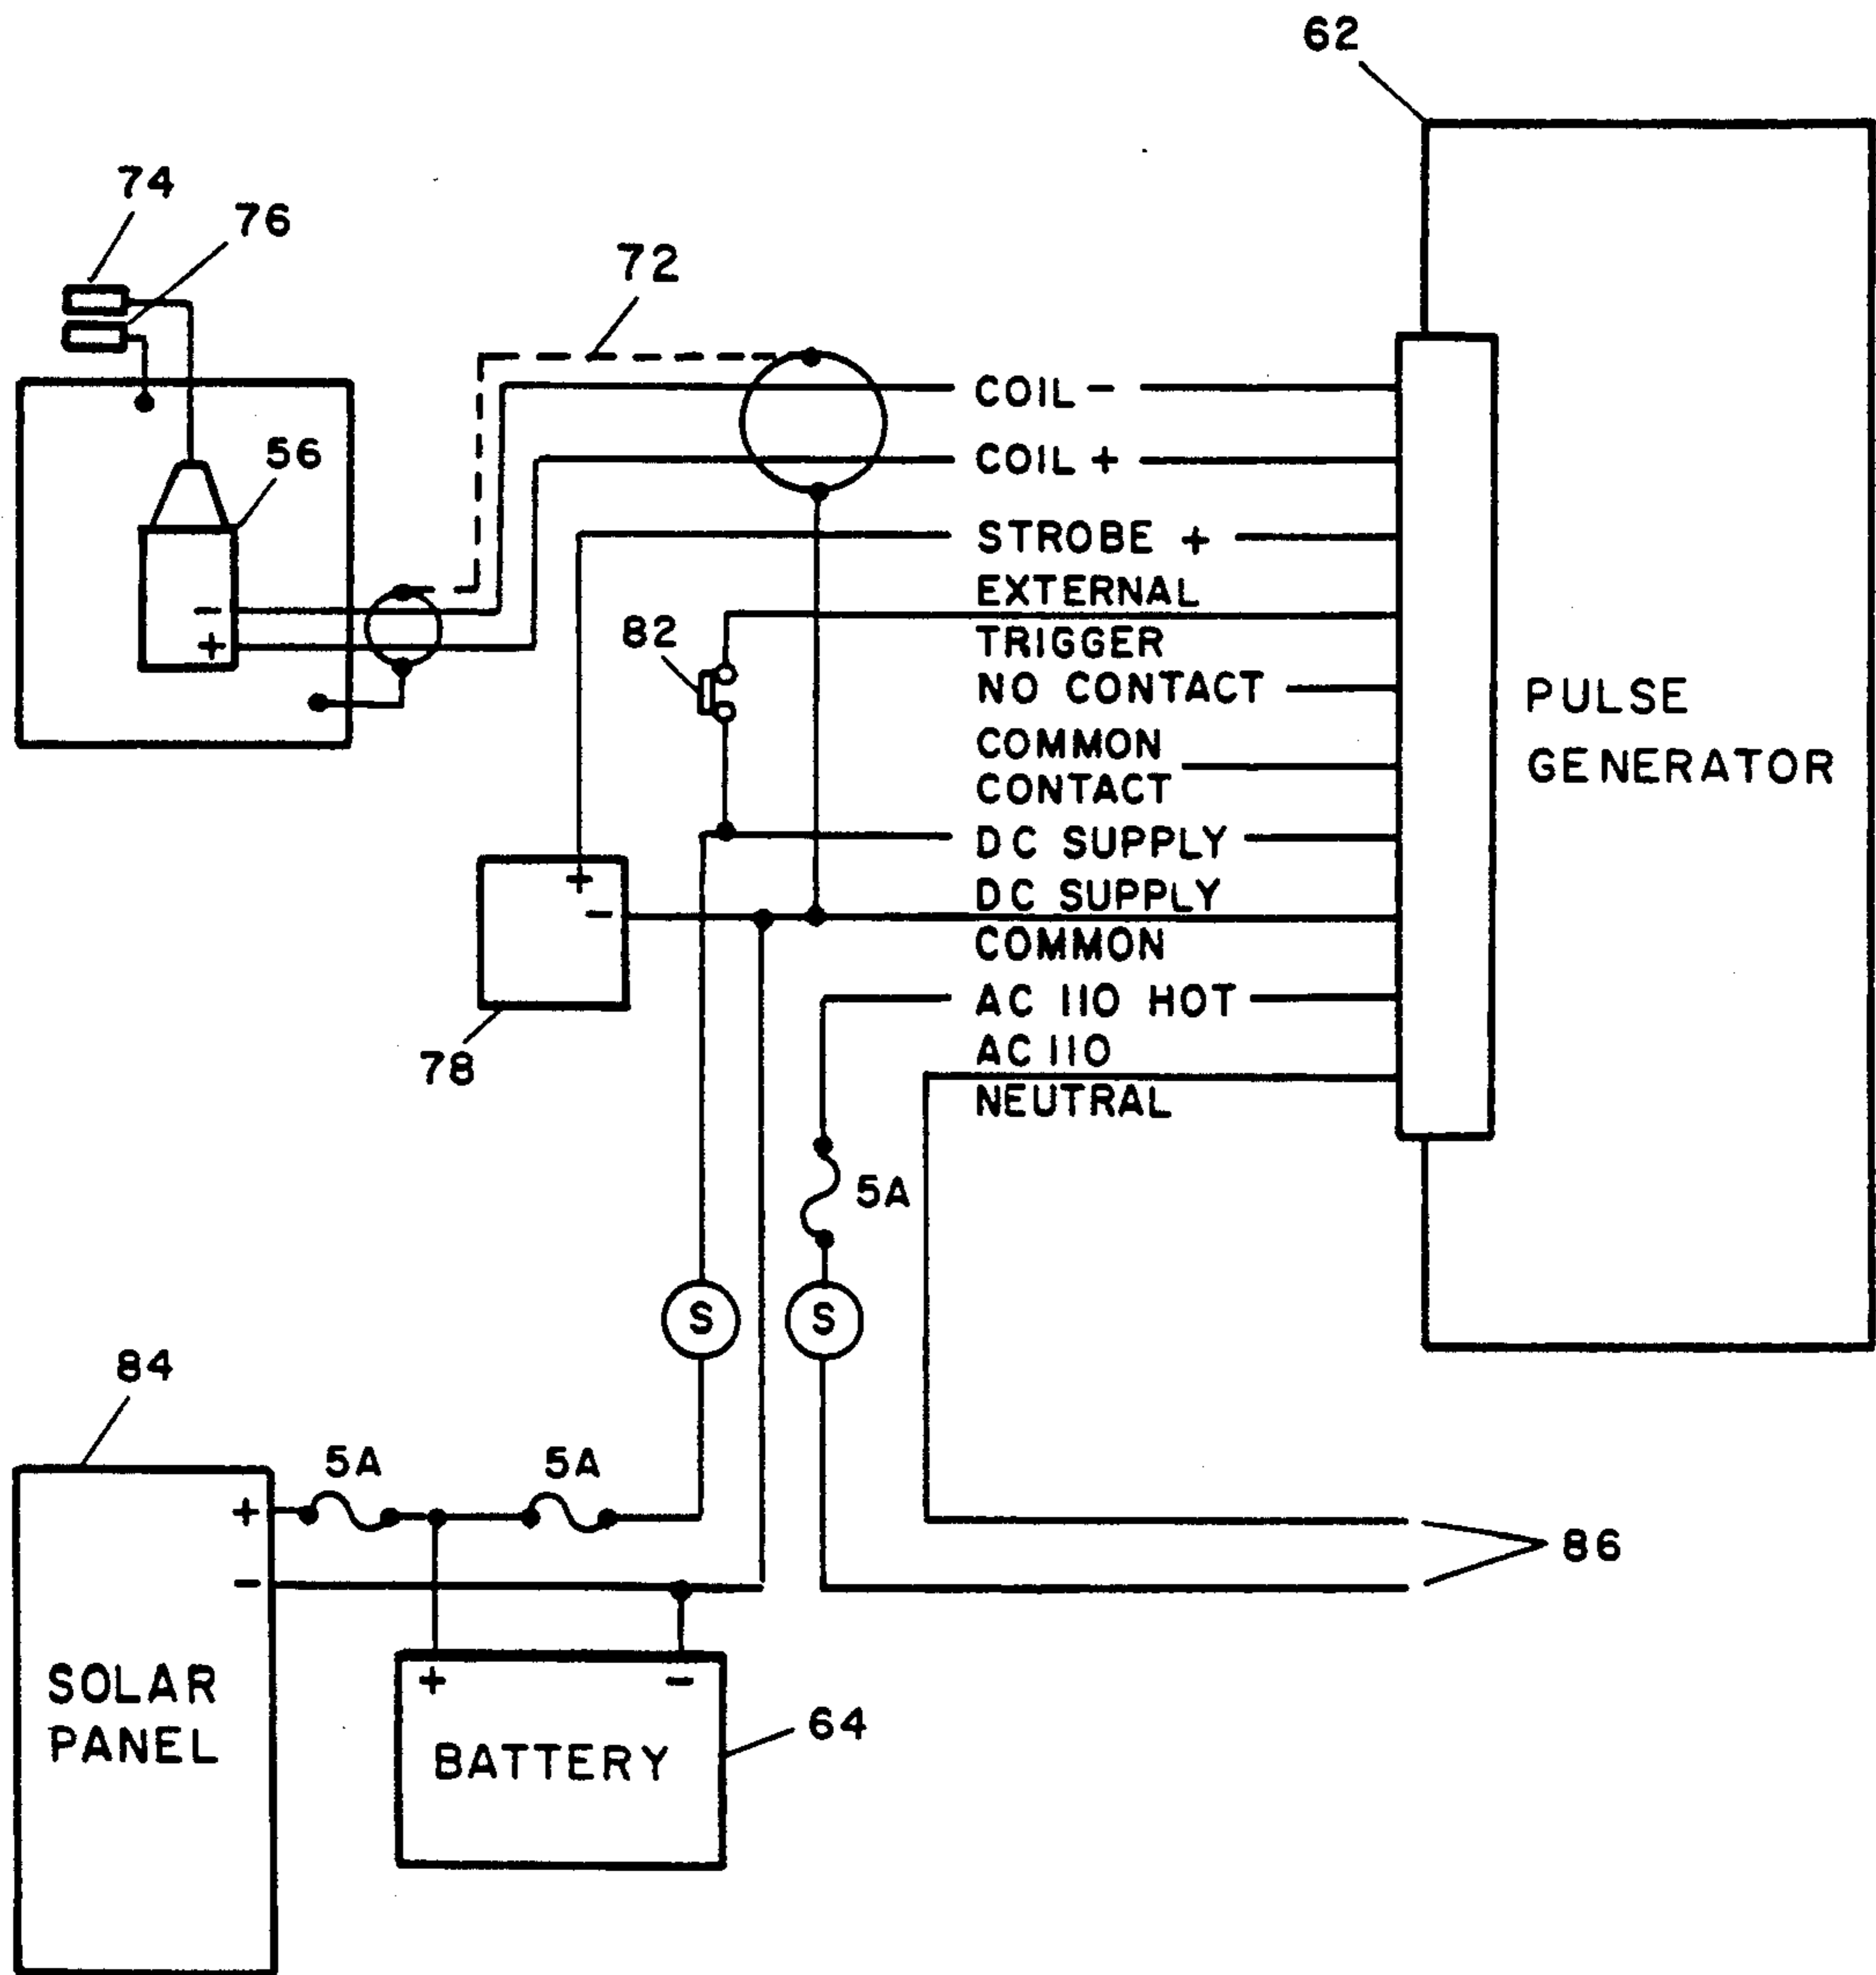 62
74
76
72
COIL -
56
COIL +
STROBE +
EXTERNAL
TRIGGER
82
-
+
NO CONTACT
PULSE
GENERATOR
COMMON
CONTACT
DC SUPPLY
+
-
DC SUPPLY
COMMON
AC 110 HOT
78
AC 110
NEUTRAL
5A
S
S
84
5A
5A
+
-
86
SOLAR
PANEL
+
-
BATTERY
64